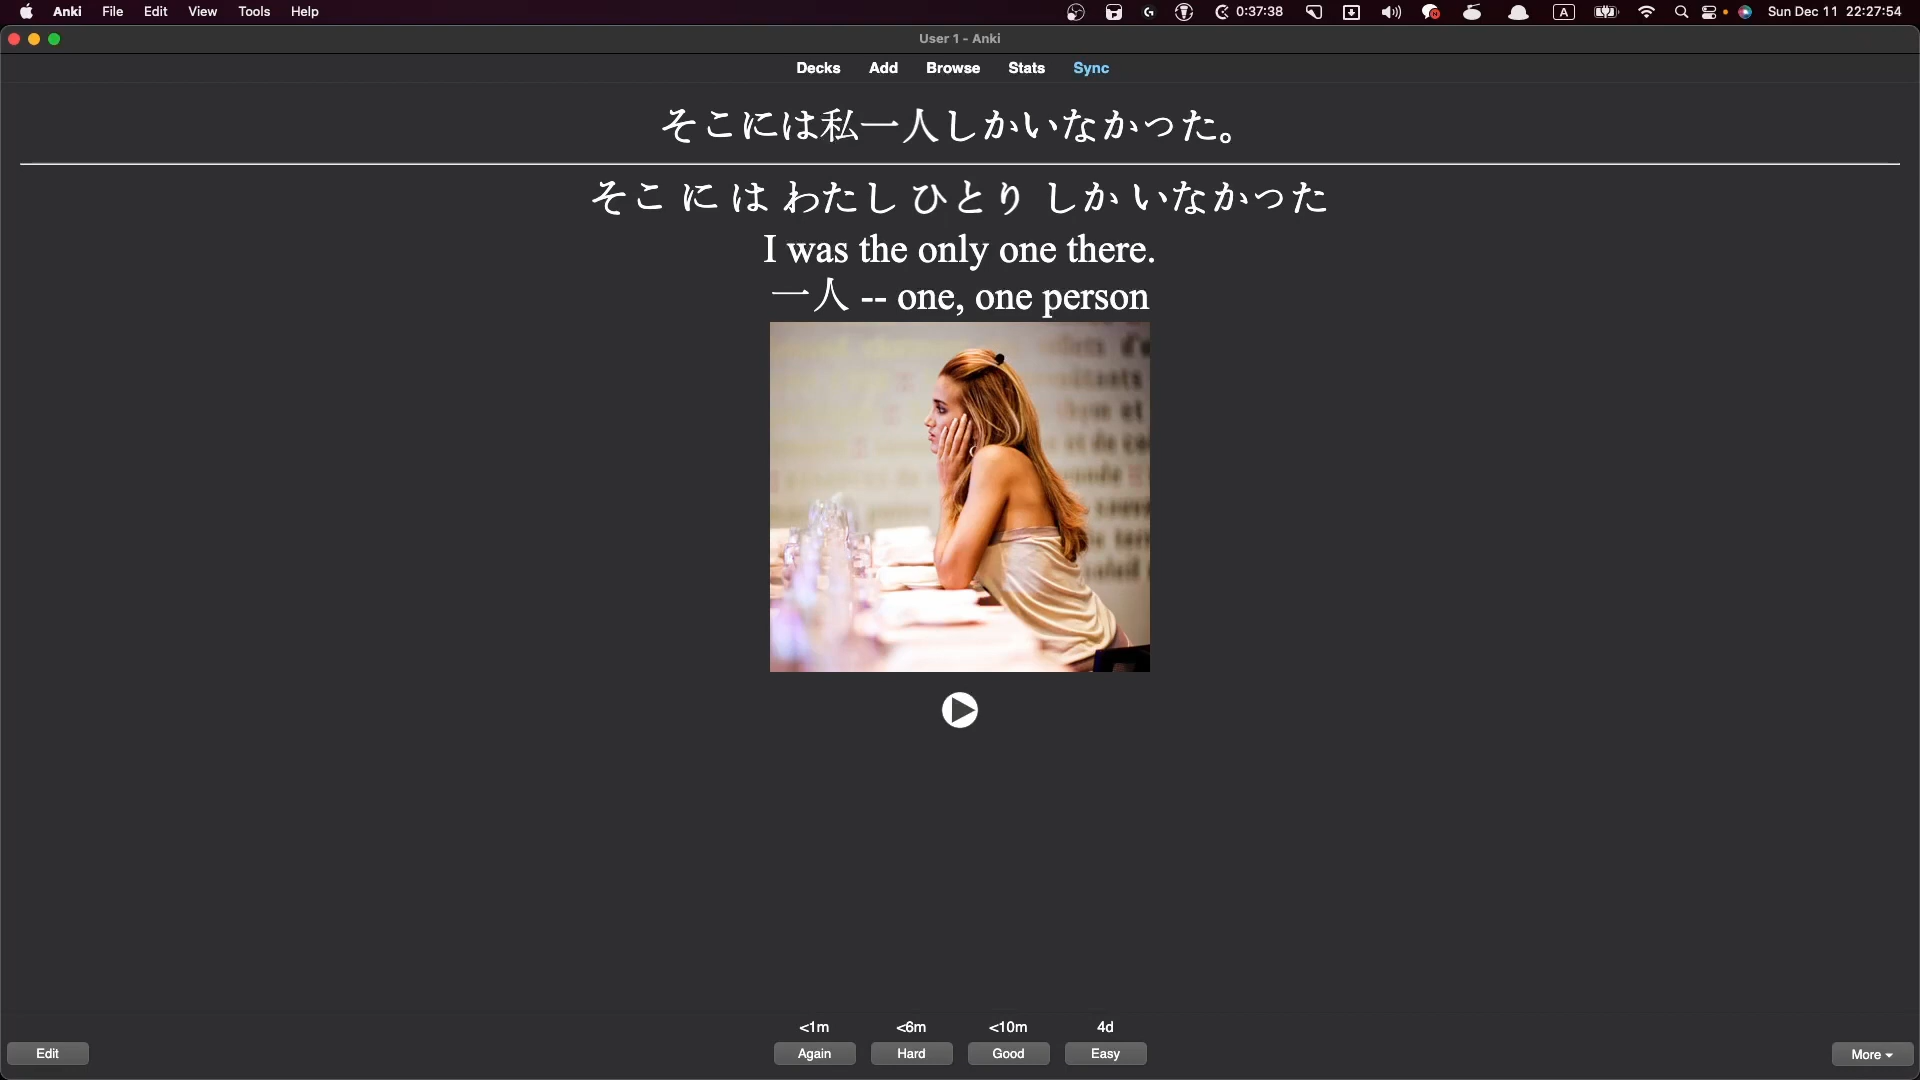 Anki File Edit View Tools Help 0:37:38 A Sun Dec 11 22:27:54
User 1 - Anki
Decks Add Browse Stats Sync
そこには私一人しかいなかった。
そこ に は わたし ひとり しか いなかった
I was the only one there.
一人 -- one, one person
<1m <6m <10m 4d
Edit Again Hard Good Easy More